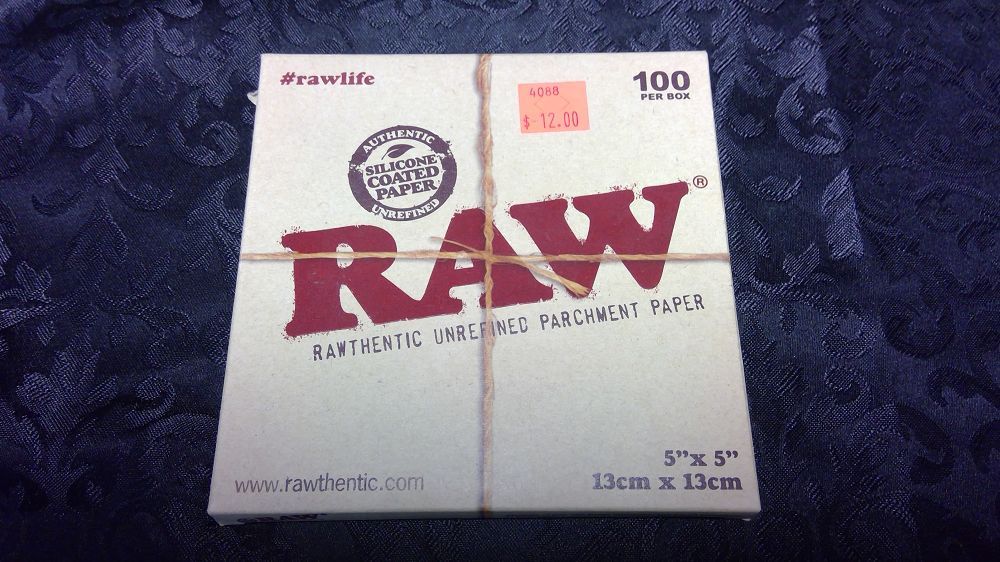 #rawlife
4088
$-12.00
100
PER BOX
AUTHENTIC
SILICONE
COATED
PAPER
UNREFINED
RAW®
RAWTHENTIC UNREFINED PARCHMENT PAPER
5”x 5”
13cm x 13cm
www.rawthentic.com
RAW